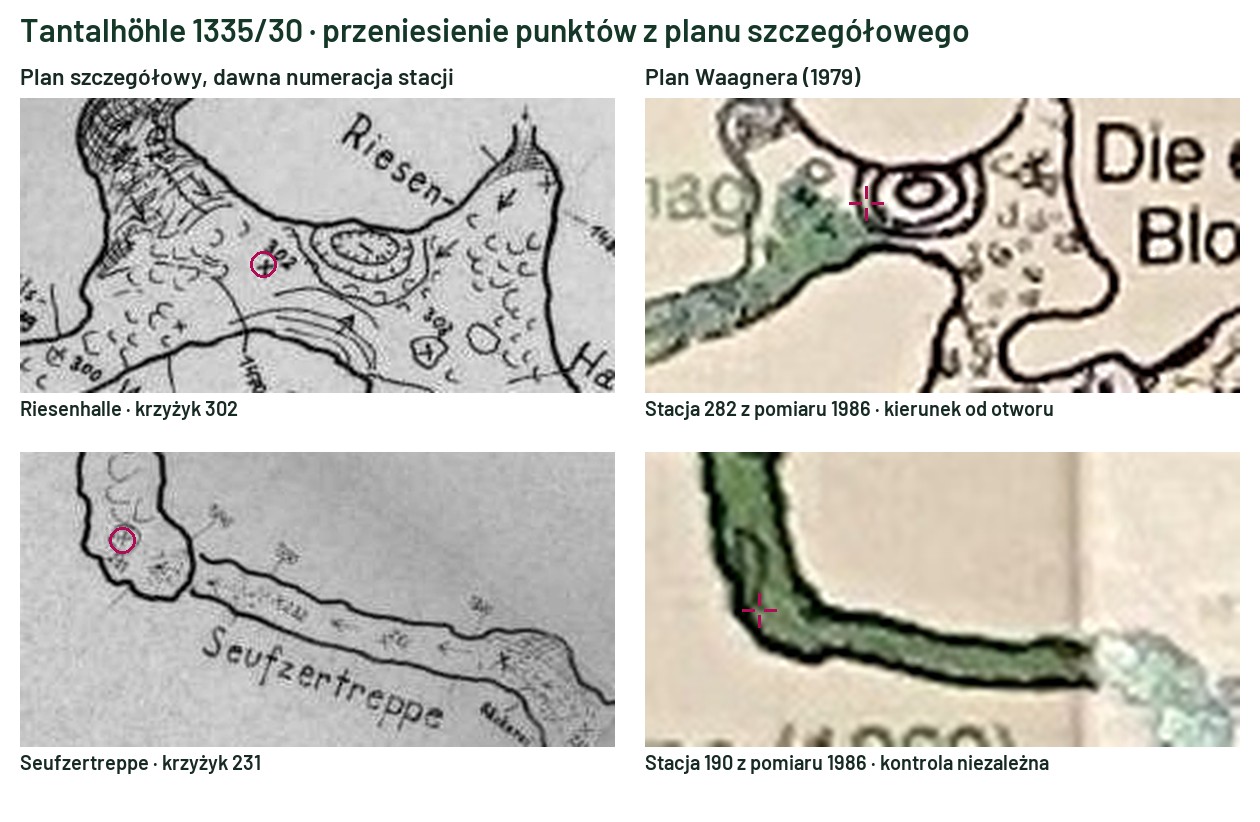 Tantalhöhle 1335/30 · przeniesienie punktów z planu szczegółowego
Plan szczegółowy, dawna numeracja stacji
Plan Waagnera (1979)
Riesen-
302
303
300
Ha
Die
Blo
Riesenhalle · krzyżyk 302
Stacja 282 z pomiaru 1986 · kierunek od otworu
Seufzertreppe
Seufzertreppe · krzyżyk 231
Stacja 190 z pomiaru 1986 · kontrola niezależna